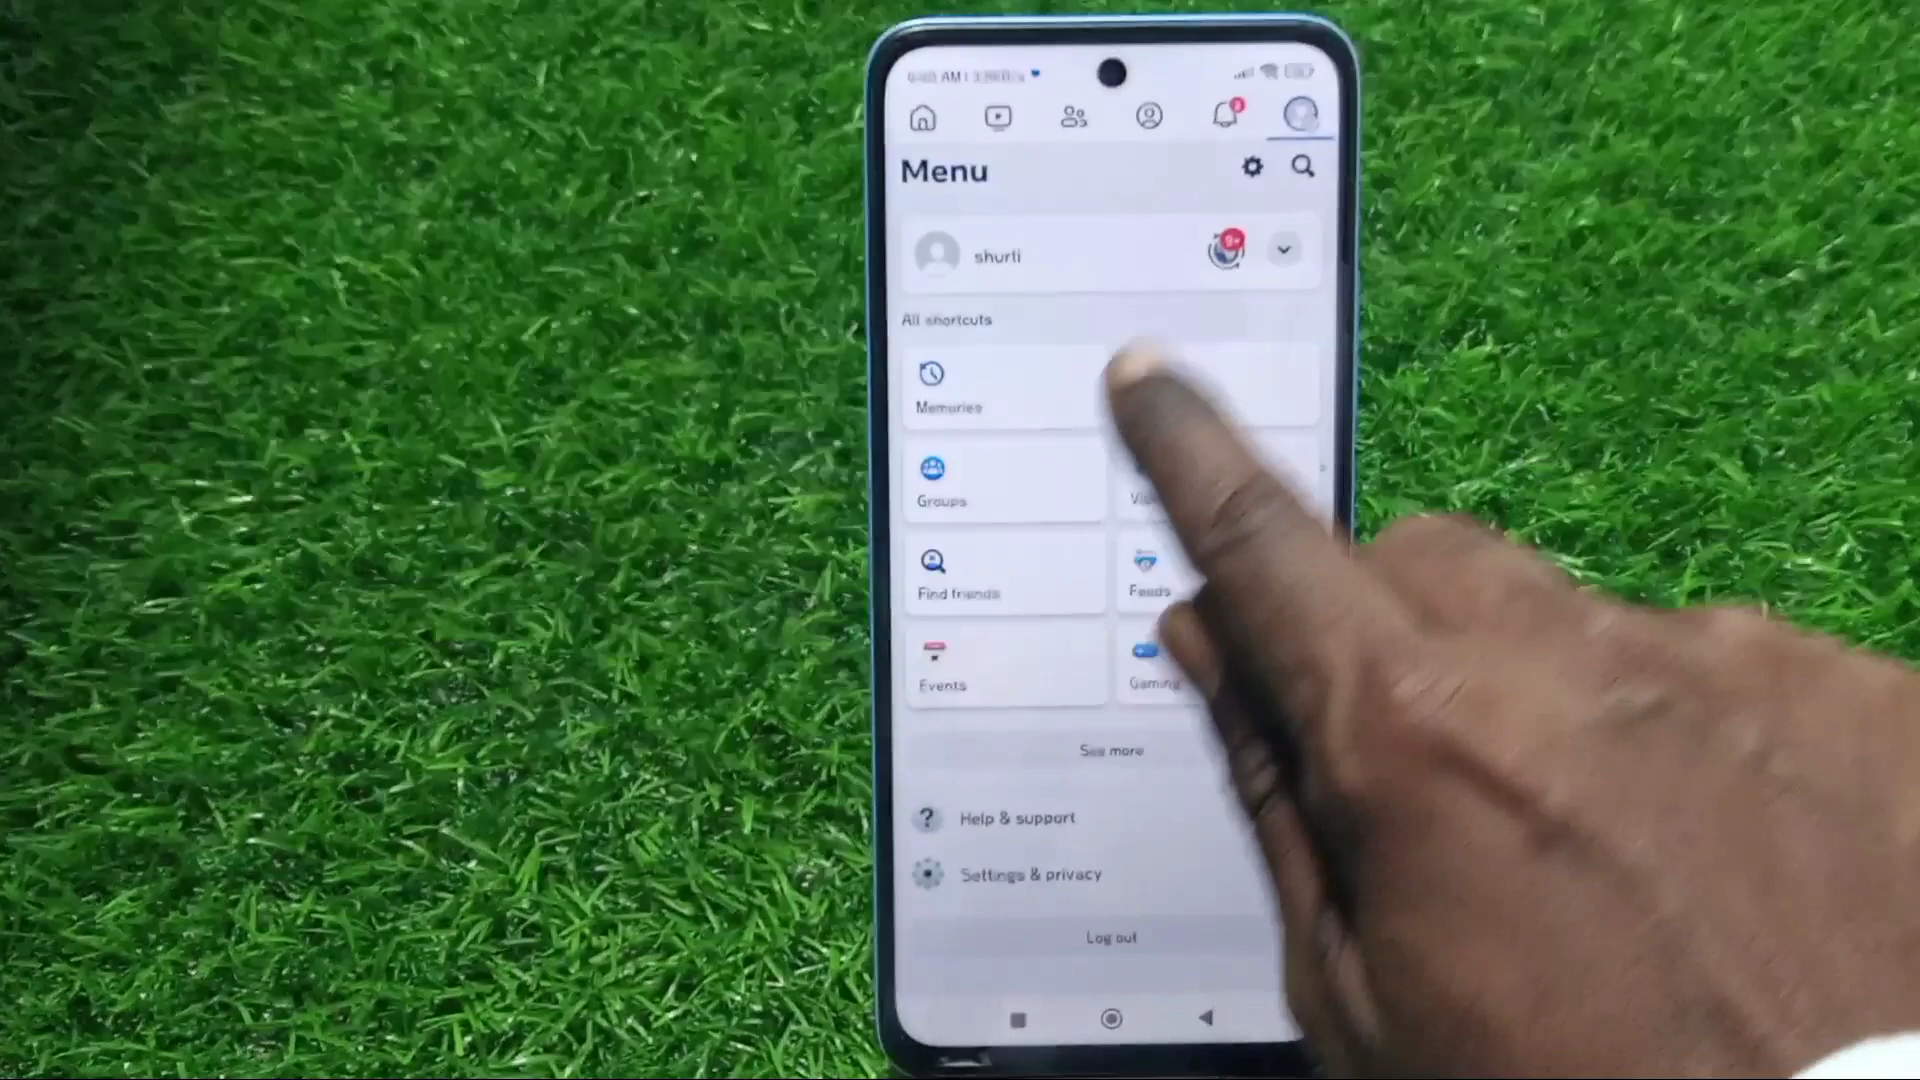 Menu
9+
shurti
All shortcuts
Memories
Groups
Find friends
Feeds
Events
Gaming
See more
? Help & support
Settings & privacy
Log out